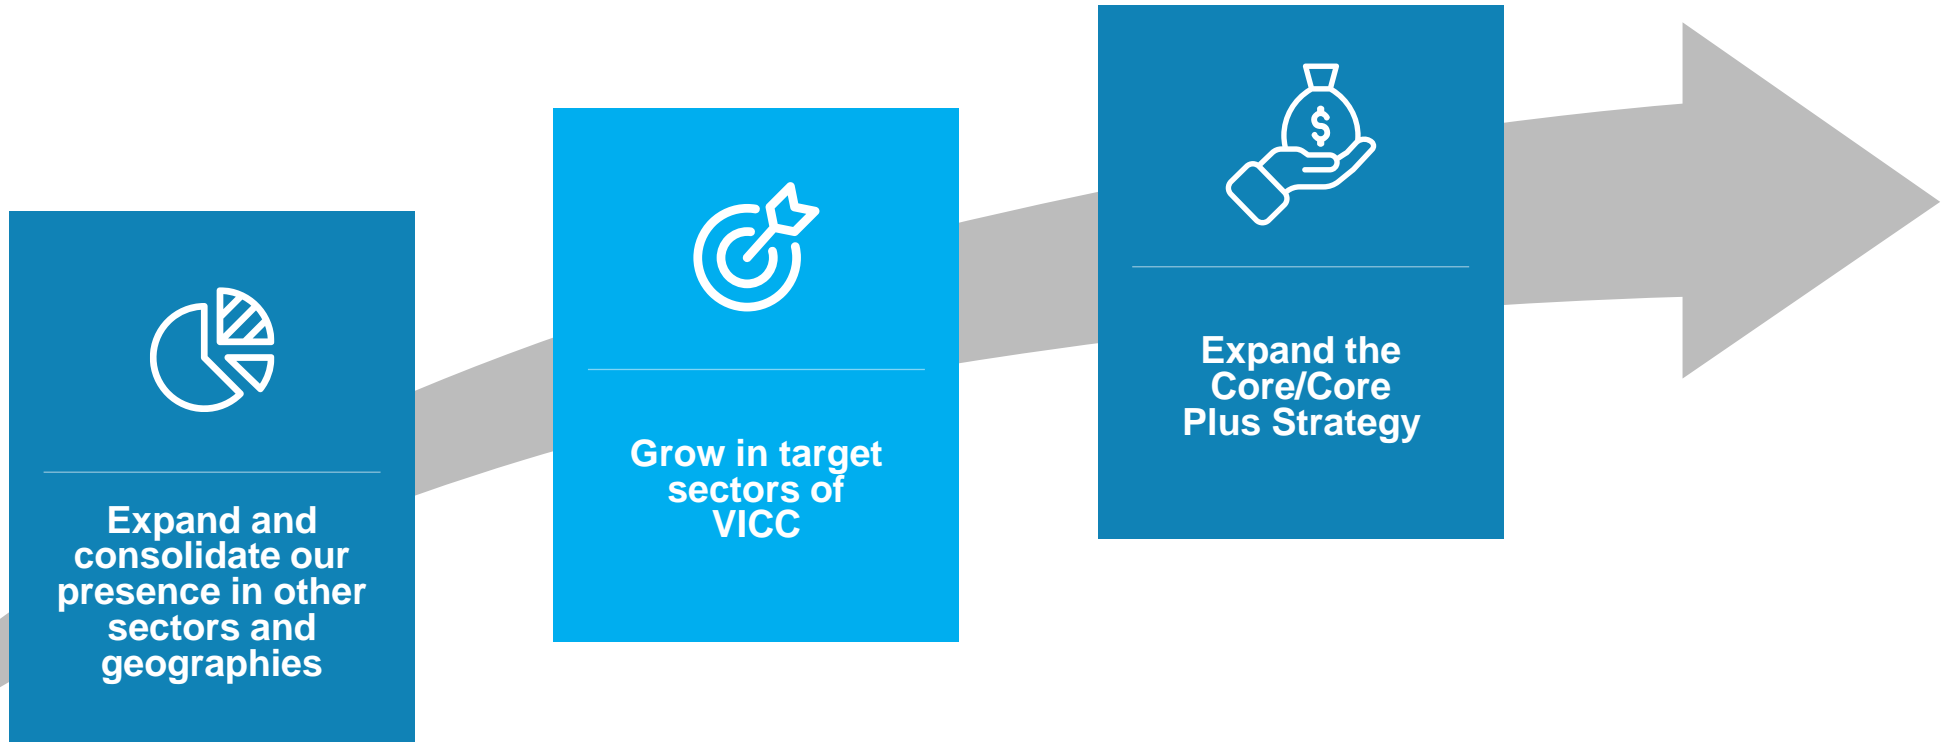 Expand and
consolidate our
presence in other
sectors and
geographies
Grow in target
sectors of
VICC
$
Expand the
Core/Core
Plus Strategy